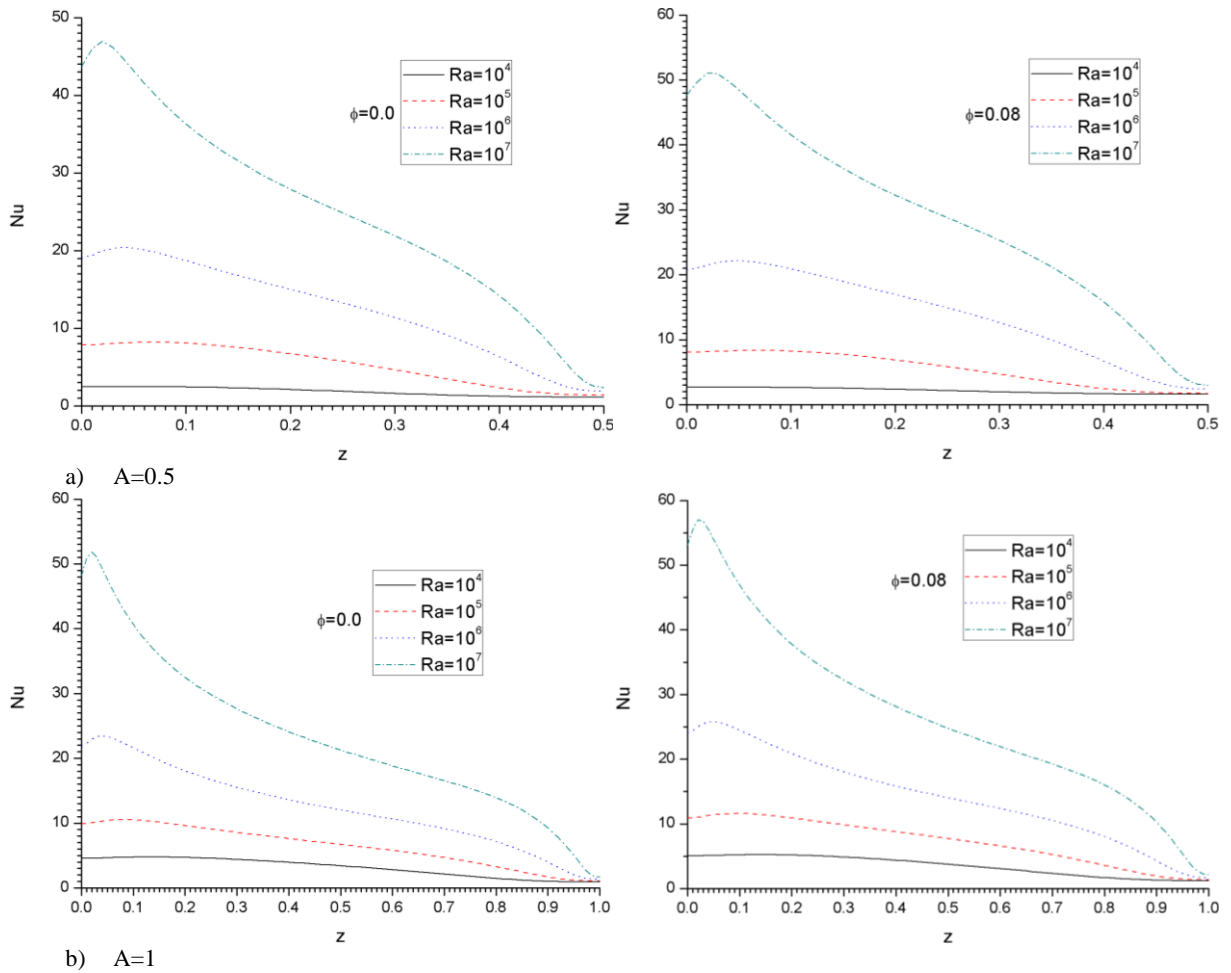 50
40
30
20
10
0
Nu
ϕ=0.0
Ra=10⁴
Ra=10⁵
Ra=10⁶
Ra=10⁷
0.0 0.1 0.2 0.3 0.4 0.5
z
60
50
40
30
20
10
0
Nu
ϕ=0.08
Ra=10⁴
Ra=10⁵
Ra=10⁶
Ra=10⁷
0.0 0.1 0.2 0.3 0.4 0.5
z
a) A=0.5
60
50
40
30
20
10
0
Nu
ϕ=0.0
Ra=10⁴
Ra=10⁵
Ra=10⁶
Ra=10⁷
0.0 0.1 0.2 0.3 0.4 0.5 0.6 0.7 0.8 0.9 1.0
z
60
50
40
30
20
10
0
Nu
ϕ=0.08
Ra=10⁴
Ra=10⁵
Ra=10⁶
Ra=10⁷
0.0 0.1 0.2 0.3 0.4 0.5 0.6 0.7 0.8 0.9 1.0
z
b) A=1